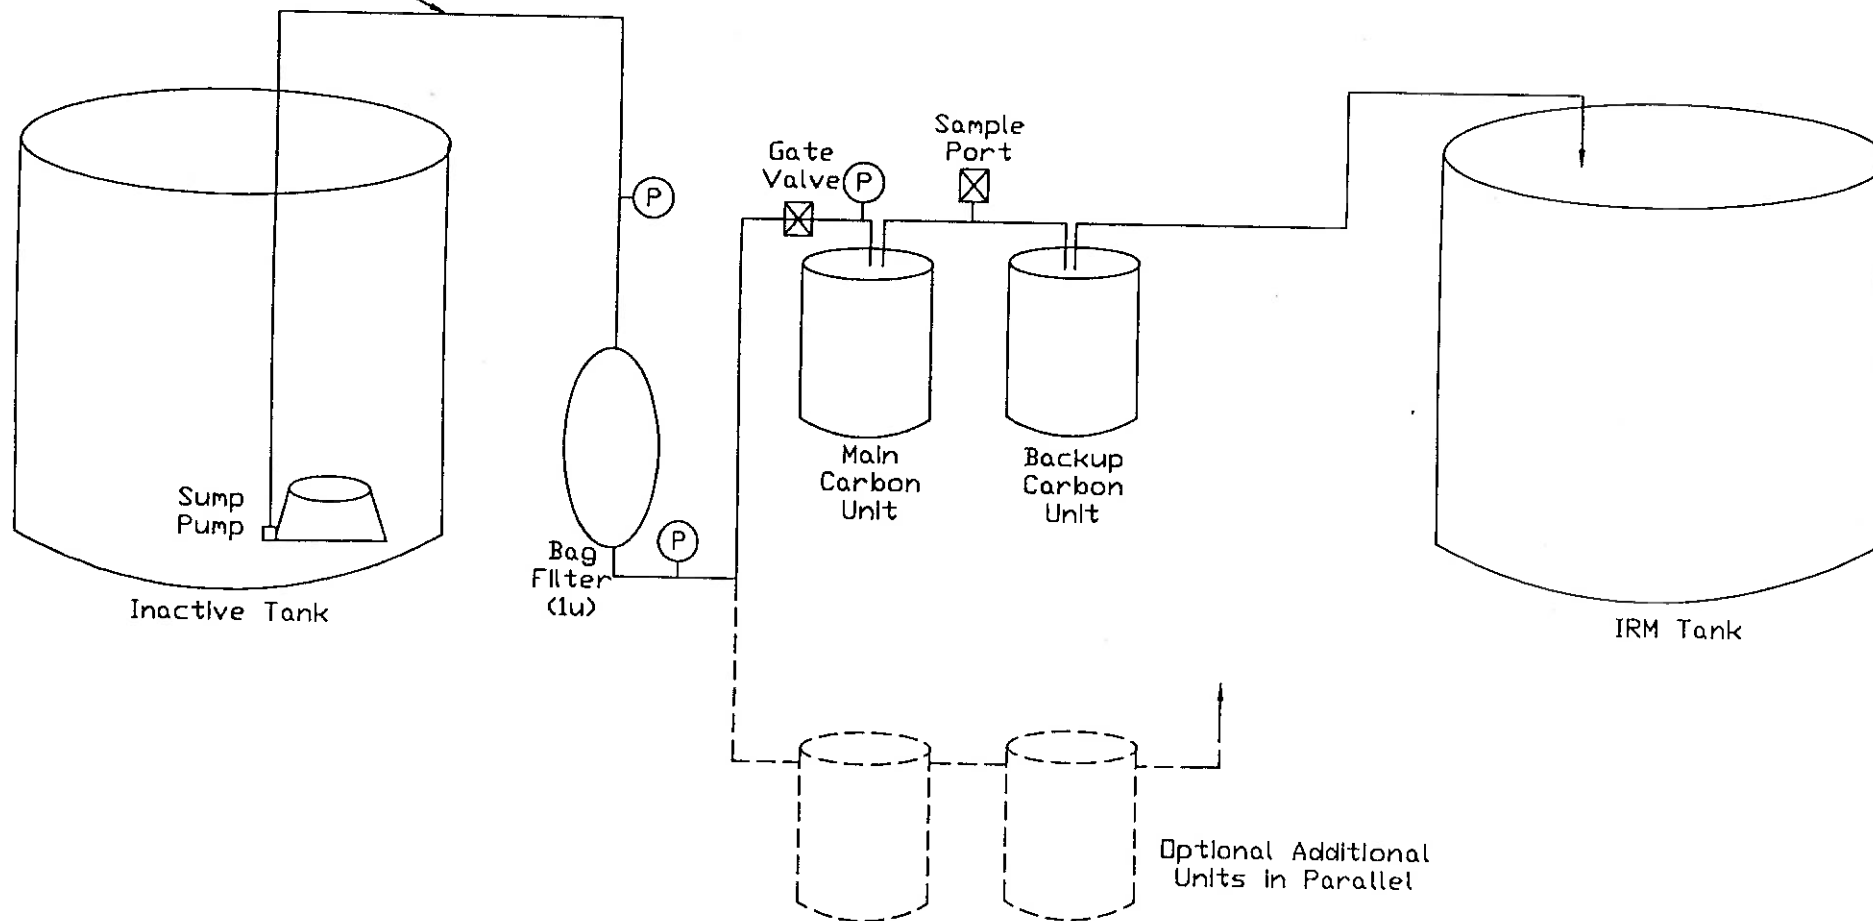 Sample
Port
Gate
Valve
P
P
Main
Carbon
Unit
Backup
Carbon
Unit
Sump
Pump
P
Bag
Filter
(1u)
Inactive Tank
IRM Tank
Optional Additional
Units in Parallel